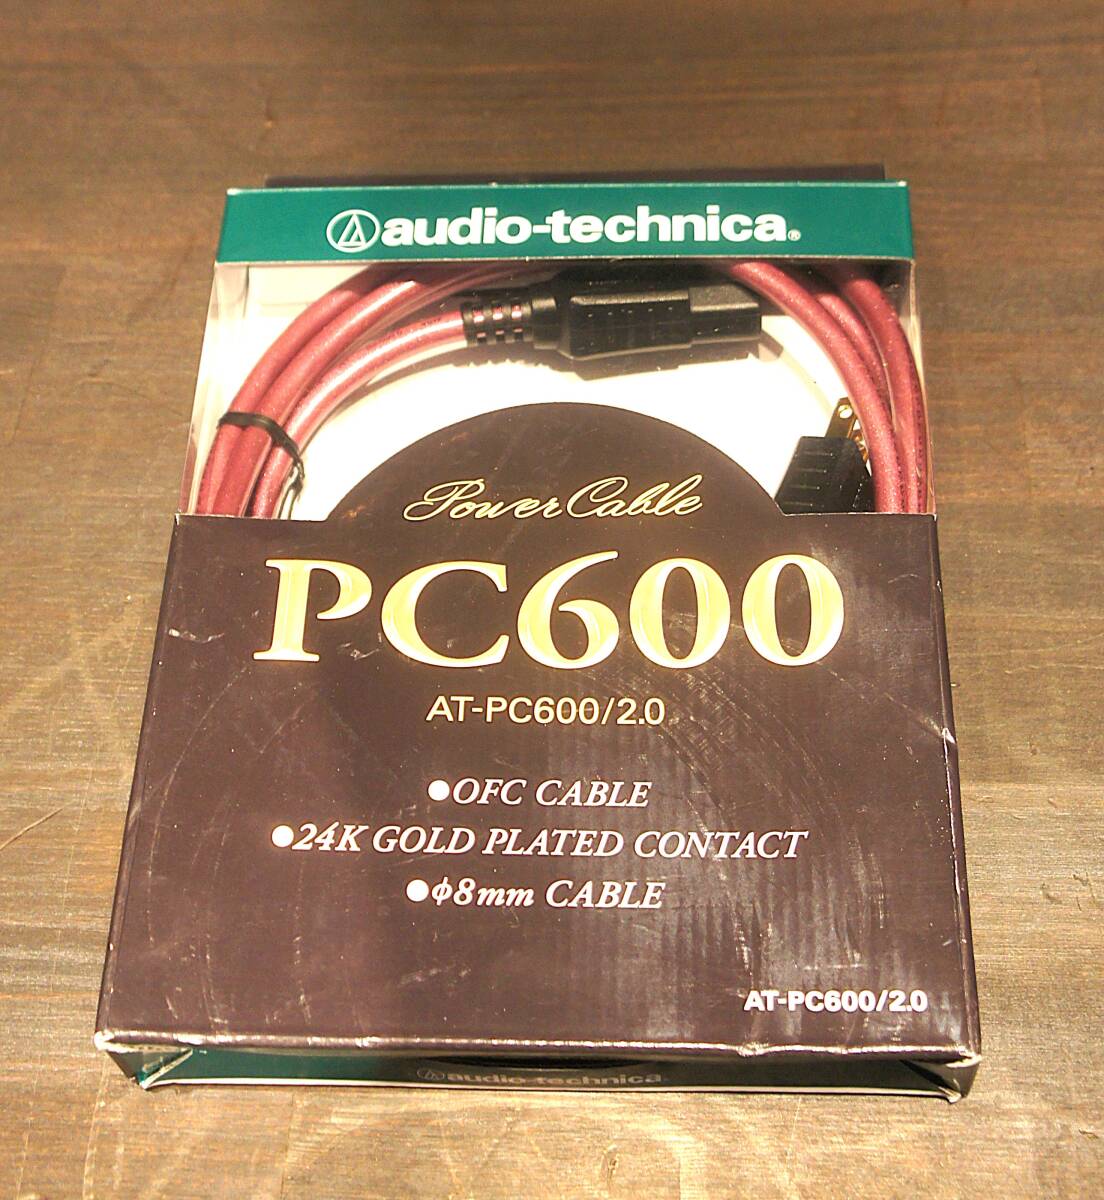 audio-technica®
Power Cable
PC600
AT-PC600/2.0
●OFC CABLE
●24K GOLD PLATED CONTACT
●φ8mm CABLE
AT-PC600/2.0
audio-technica